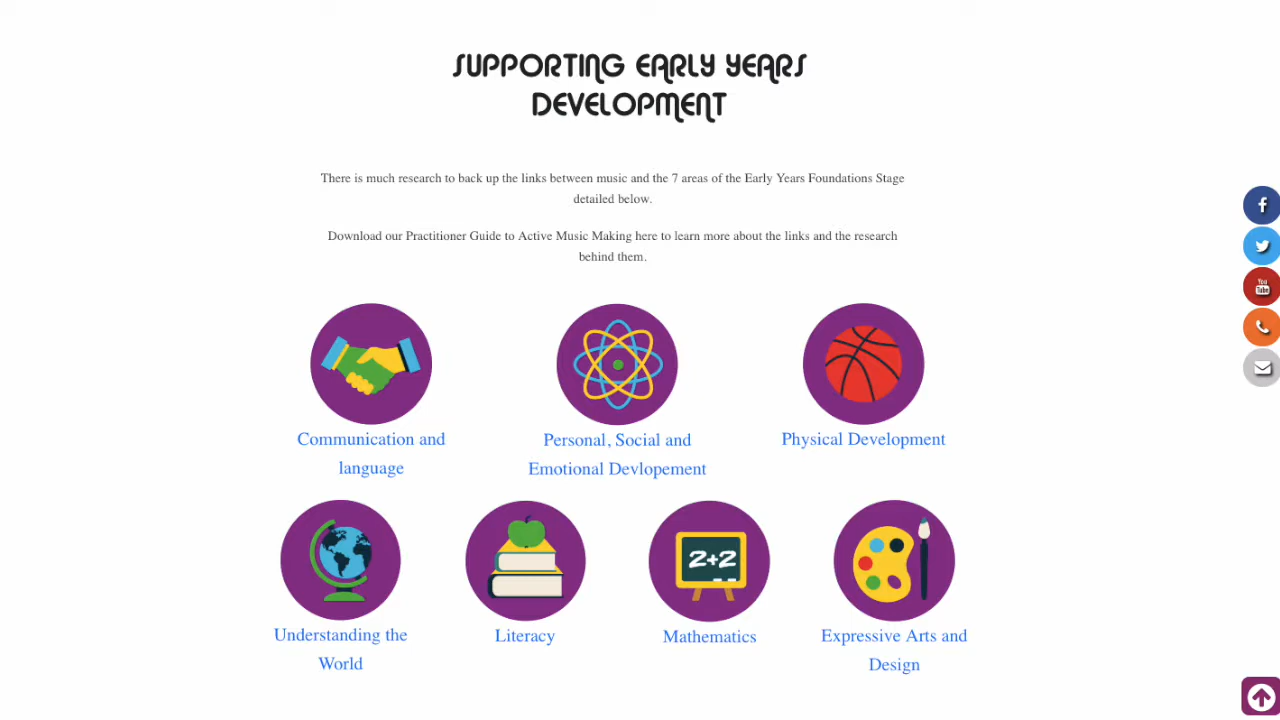 SUPPORTING EARLY YEARS
DEVELOPMENT
There is much research to back up the links between music and the 7 areas of the Early Years Foundations Stage
detailed below.
Download our Practitioner Guide to Active Music Making here to learn more about the links and the research
behind them.
Communication and
language
Personal, Social and
Emotional Devlopement
Physical Development
2+2
Understanding the
World
Literacy
Mathematics
Expressive Arts and
Design
You
Tube